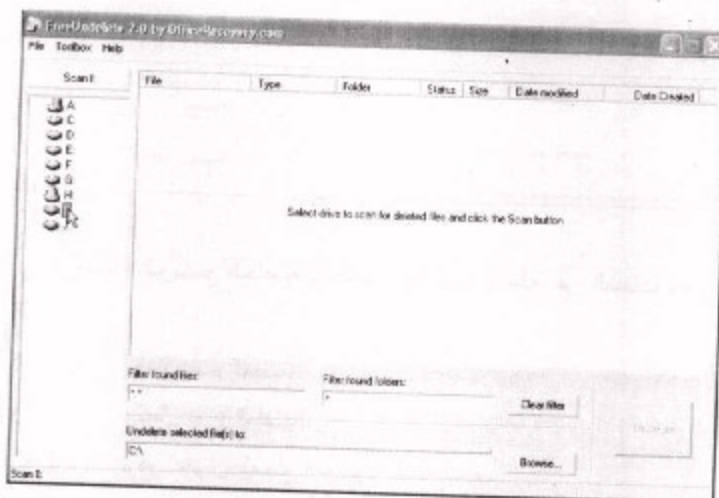 FreeUndelete 2.0 by OfficeRecovery.com
File Toolbox Help
Scan I: File Type Folder Status Size Date modified Date Created
A
C
D
E:
F
G
H
Select drive to scan for deleted files and click the Scan button
Filter found files: Filter found folders:
*.* * Clear filter
Undelete selected file(s) to:
C:\ Browse...
Scan I: